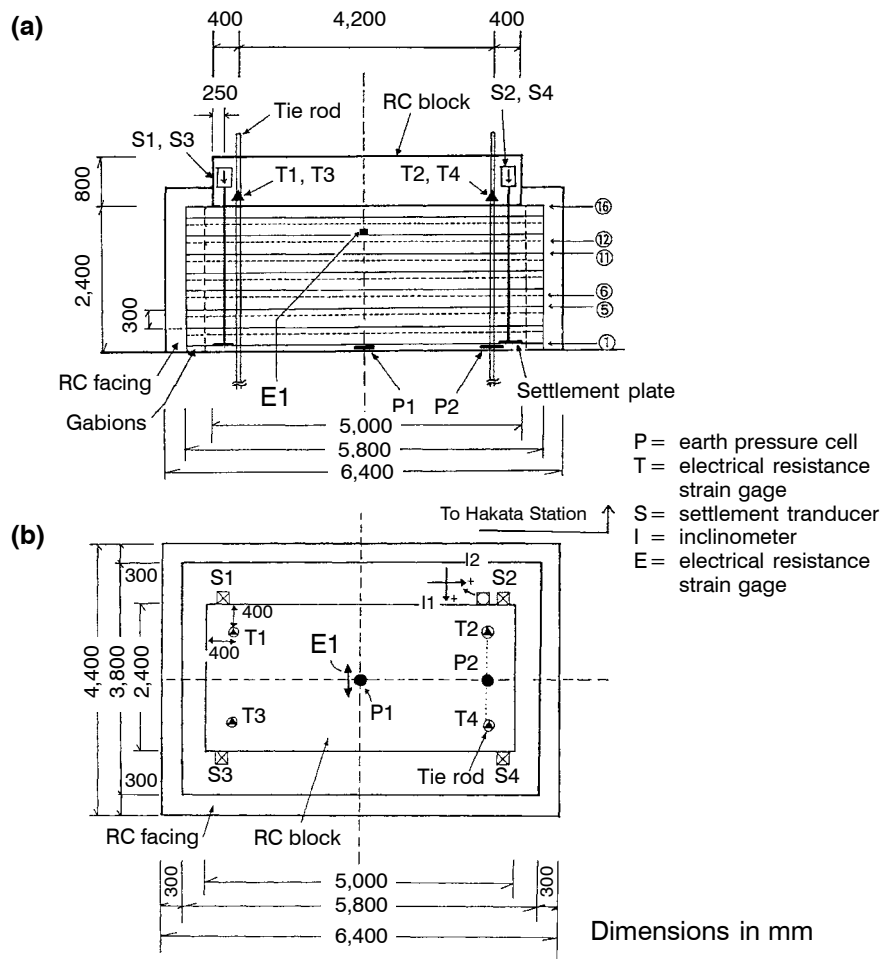 (a)
400
4,200
400
250
Tie rod
RC block
S2, S4
S1, S3
T1, T3
T2, T4
800
2,400
300
⑯
⑫
⑪
⑥
⑤
①
RC facing
Gabions
E1
P1
P2
Settlement plate
5,000
5,800
6,400
P = earth pressure cell
T = electrical resistance
strain gage
S = settlement tranducer
I = inclinometer
E = electrical resistance
strain gage
To Hakata Station
(b)
4,400
3,800
2,400
300
300
S1
I2
+
I1
+
S2
400
400
T1
T2
E1
P2
P1
T3
T4
S3
Tie rod
S4
RC facing
RC block
300
5,000
300
5,800
6,400
Dimensions in mm